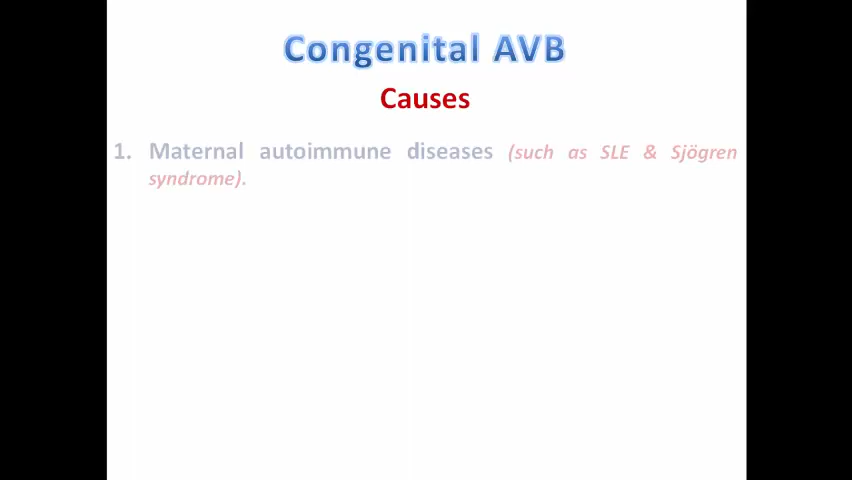 Congenital AVB
Causes
1. Maternal autoimmune diseases (such as SLE & Sjögren
syndrome).